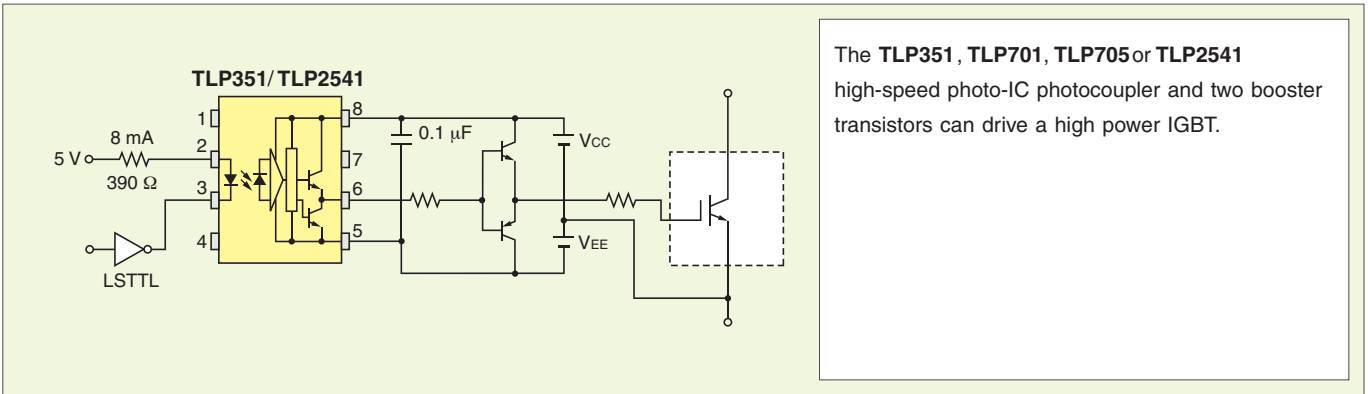 TLP351/ TLP2541
1
2
3
4
8
7
6
5
5 V
8 mA
390 Ω
LSTTL
0.1 µF
VCC
VEE
The TLP351, TLP701, TLP705 or TLP2541
high-speed photo-IC photocoupler and two booster
transistors can drive a high power IGBT.